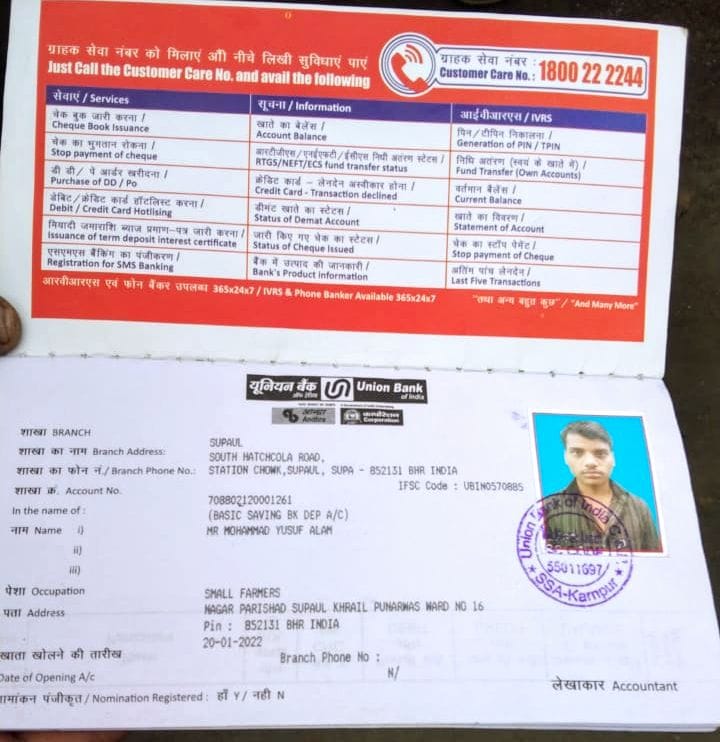 ग्राहक सेवा नंबर को मिलाएं औी नीचे लिखी सुविधाएं पाएं
Just Call the Customer Care No. and avail the following
ग्राहक सेवा नंबर :
Customer Care No.: 1800 22 2244
सेवाएं / Services
सूचना / Information
आईवीआरएस / IVRS
चेक बुक जारी करना /
Cheque Book Issuance
खाते का बेलेंस /
Account Balance
पिन/टीपिन निकालना /
Generation of PIN / TPIN
चेक का भुगतान रोकना /
Stop payment of cheque
आरटीजीएस/एनईएफटी/ईसीएस निधी अंतरण स्टेटस /
RTGS/NEFT/ECS fund transfer status
निधि अतंरण (स्वयं के खाते में) /
Fund Transfer (Own Accounts)
डी डी/ पे आर्डर खरीदना /
Purchase of DD / Po
क्रेडिट कार्ड – लेनदेन अस्वीकार होना /
Credit Card - Transaction declined
वर्तमान बैलेंस /
Current Balance
डेबिट/क्रेडिट कार्ड हॉटलिस्ट करना /
Debit / Credit Card Hotlising
डीमंट खाते का स्टेटस /
Status of Demat Account
खाते का विवरण /
Statement of Account
मियादी जमाराशि ब्याज प्रमाण-पत्र जारी करना /
Issuance of term deposit interest certificate
जारी किए गए चेक का स्टेटस /
Status of Cheque Issued
चेक का स्टॉप पेमेंट /
Stop payment of Cheque
एसएमएस बैंकिग का पंजीकरण /
Registration for SMS Banking
बैंक में उत्पाद की जानकारी /
Bank's Product information
अतिंम पांच लेनदेन /
Last Five Transactions
आरवीआरएस एवं फोन बैंकर उपलब्ध 365x24x7 / IVRS & Phone Banker Available 365x24x7
"तथा अन्य बहुत कुछ" / "And Many More"
यूनियन बैंक
ऑफ इंडिया
Union Bank
of India
आन्ध्रा
Andhra
कार्पोरेशन
Corporation
शाखा BRANCH
SUPAUL
शाखा का नाम Branch Address:
SOUTH HATCHCOLA ROAD,
शाखा का फोन नं./ Branch Phone No.:
STATION CHOWK,SUPAUL, SUPA - 852131 BHR INDIA
IFSC Code : UBIN0570885
शाखा क्रं. Account No.
708802120001261
In the name of :
(BASIC SAVING BK DEP A/C)
नाम Name i)
MR MOHAMMAD YUSUF ALAM
ii)
iii)
पेशा Occupation
SMALL FARMERS
पता Address
NAGAR PARISHAD SUPAUL KHRAIL PUNARWAS WARD NO 16
Pin : 852131 BHR INDIA
खाता खोलने की तारीख
20-01-2022
Date of Opening A/c
Branch Phone No :
N/
नामांकन पंजीकृत / Nomination Registered : हाँ Y/ नही N
लेखाकार Accountant
Union Bank of India
55011697
SSA-Karnpur